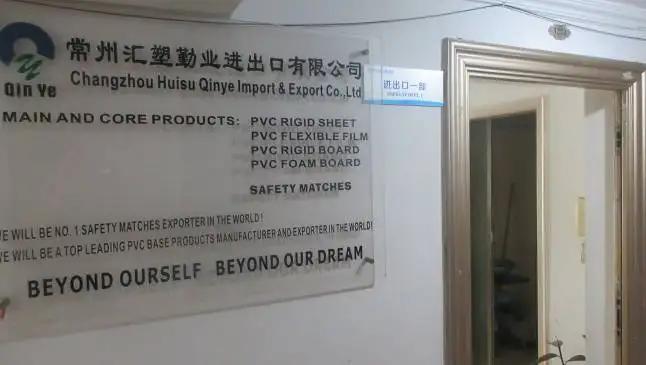 常州汇塑勤业进出口有限公司
Qin Ye
Changzhou Huisu Qinye Import & Export Co.,Ltd
进出口一部
MAIN AND CORE PRODUCTS: PVC RIGID SHEET
PVC FLEXIBLE FILM
PVC RIGID BOARD
PVC FOAM BOARD
SAFETY MATCHES
WE WILL BE NO. 1 SAFETY MATCHES EXPORTER IN THE WORLD!
WE WILL BE A TOP LEADING PVC BASE PRODUCTS MANUFACTURER AND EXPORTER IN THE WORLD!
BEYOND OURSELF BEYOND OUR DREAM